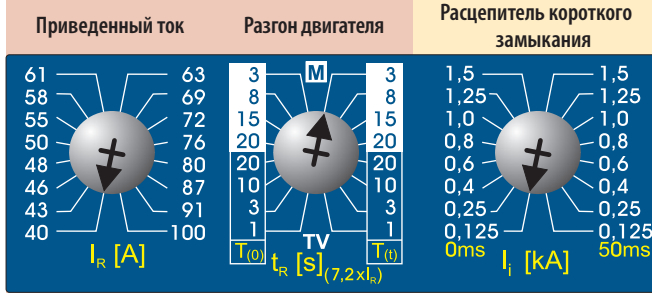 Приведенный ток
Разгон двигателя
Расцепитель короткого
замыкания
61 63
58 69
55 72
50 76
48 80
46 87
43 91
40 100
I_R [A]
M
3 3
8 8
15 15
20 20
20 20
10 10
3 3
1 1
T(0) TV T(t)
t_R [s](7,2xI_R)
1,5 1,5
1,25 1,25
1,0 1,0
0,8 0,8
0,6 0,6
0,4 0,4
0,25 0,25
0,125 0,125
0ms 50ms
I_i [kA]